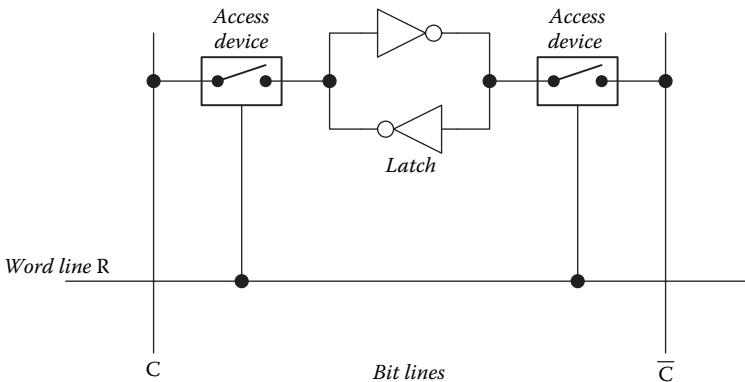 Access
device
Access
device
Latch
Word line R
C
Bit lines
C̅